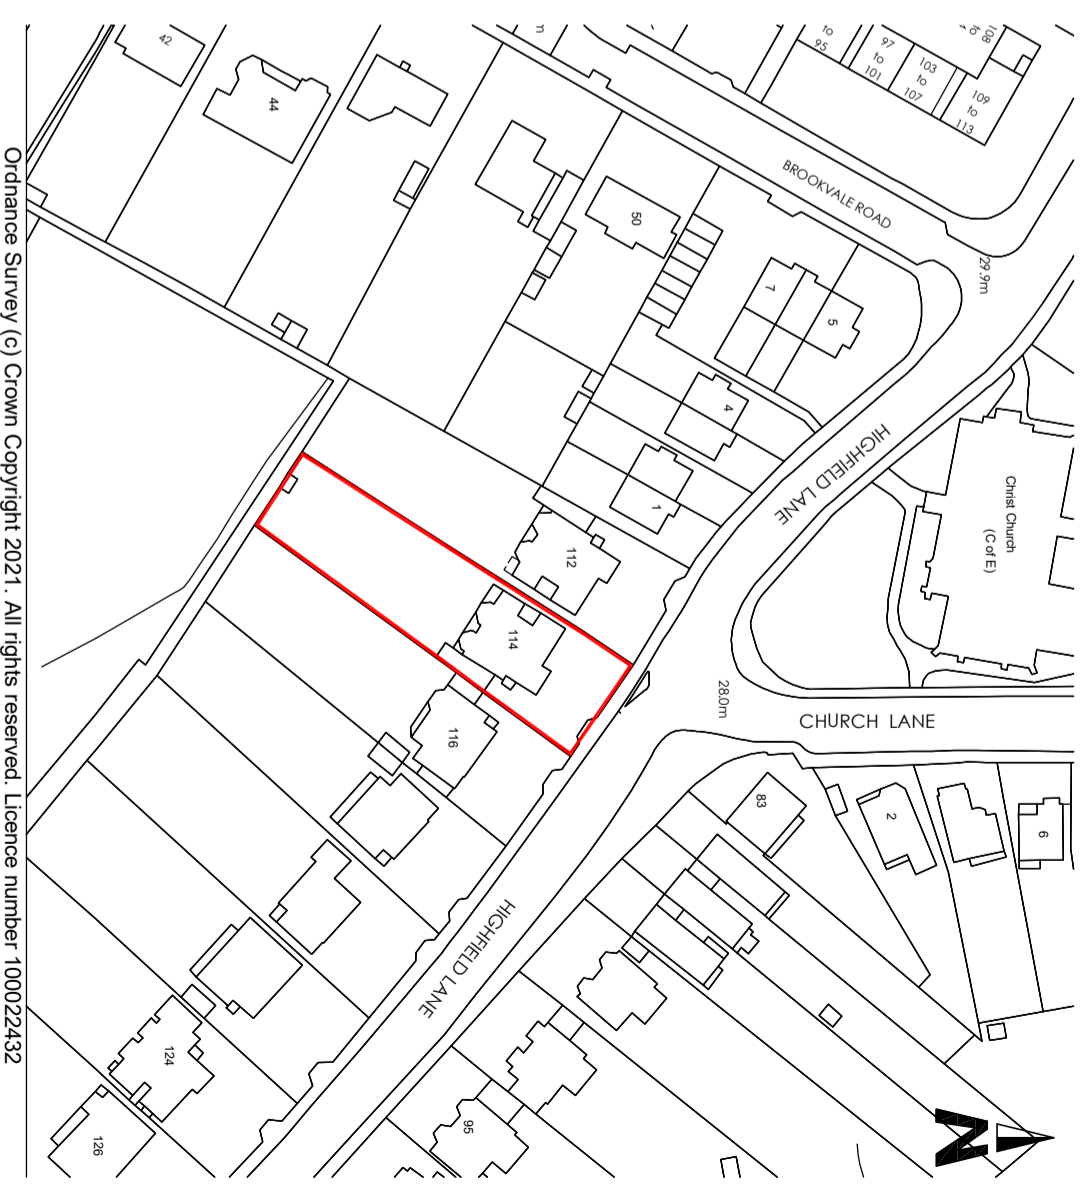 42
44
50
to
95
97
to
101
103
to
107
108
109
to
113
BROOKVALE ROAD
29.9m
7
5
4
1
HIGHFIELD LANE
Christ Church
(C of E)
112
114
116
28.0m
CHURCH LANE
83
2
6
HIGHFIELD LANE
124
126
95
N
Ordnance Survey (c) Crown Copyright 2021. All rights reserved. Licence number 100022432